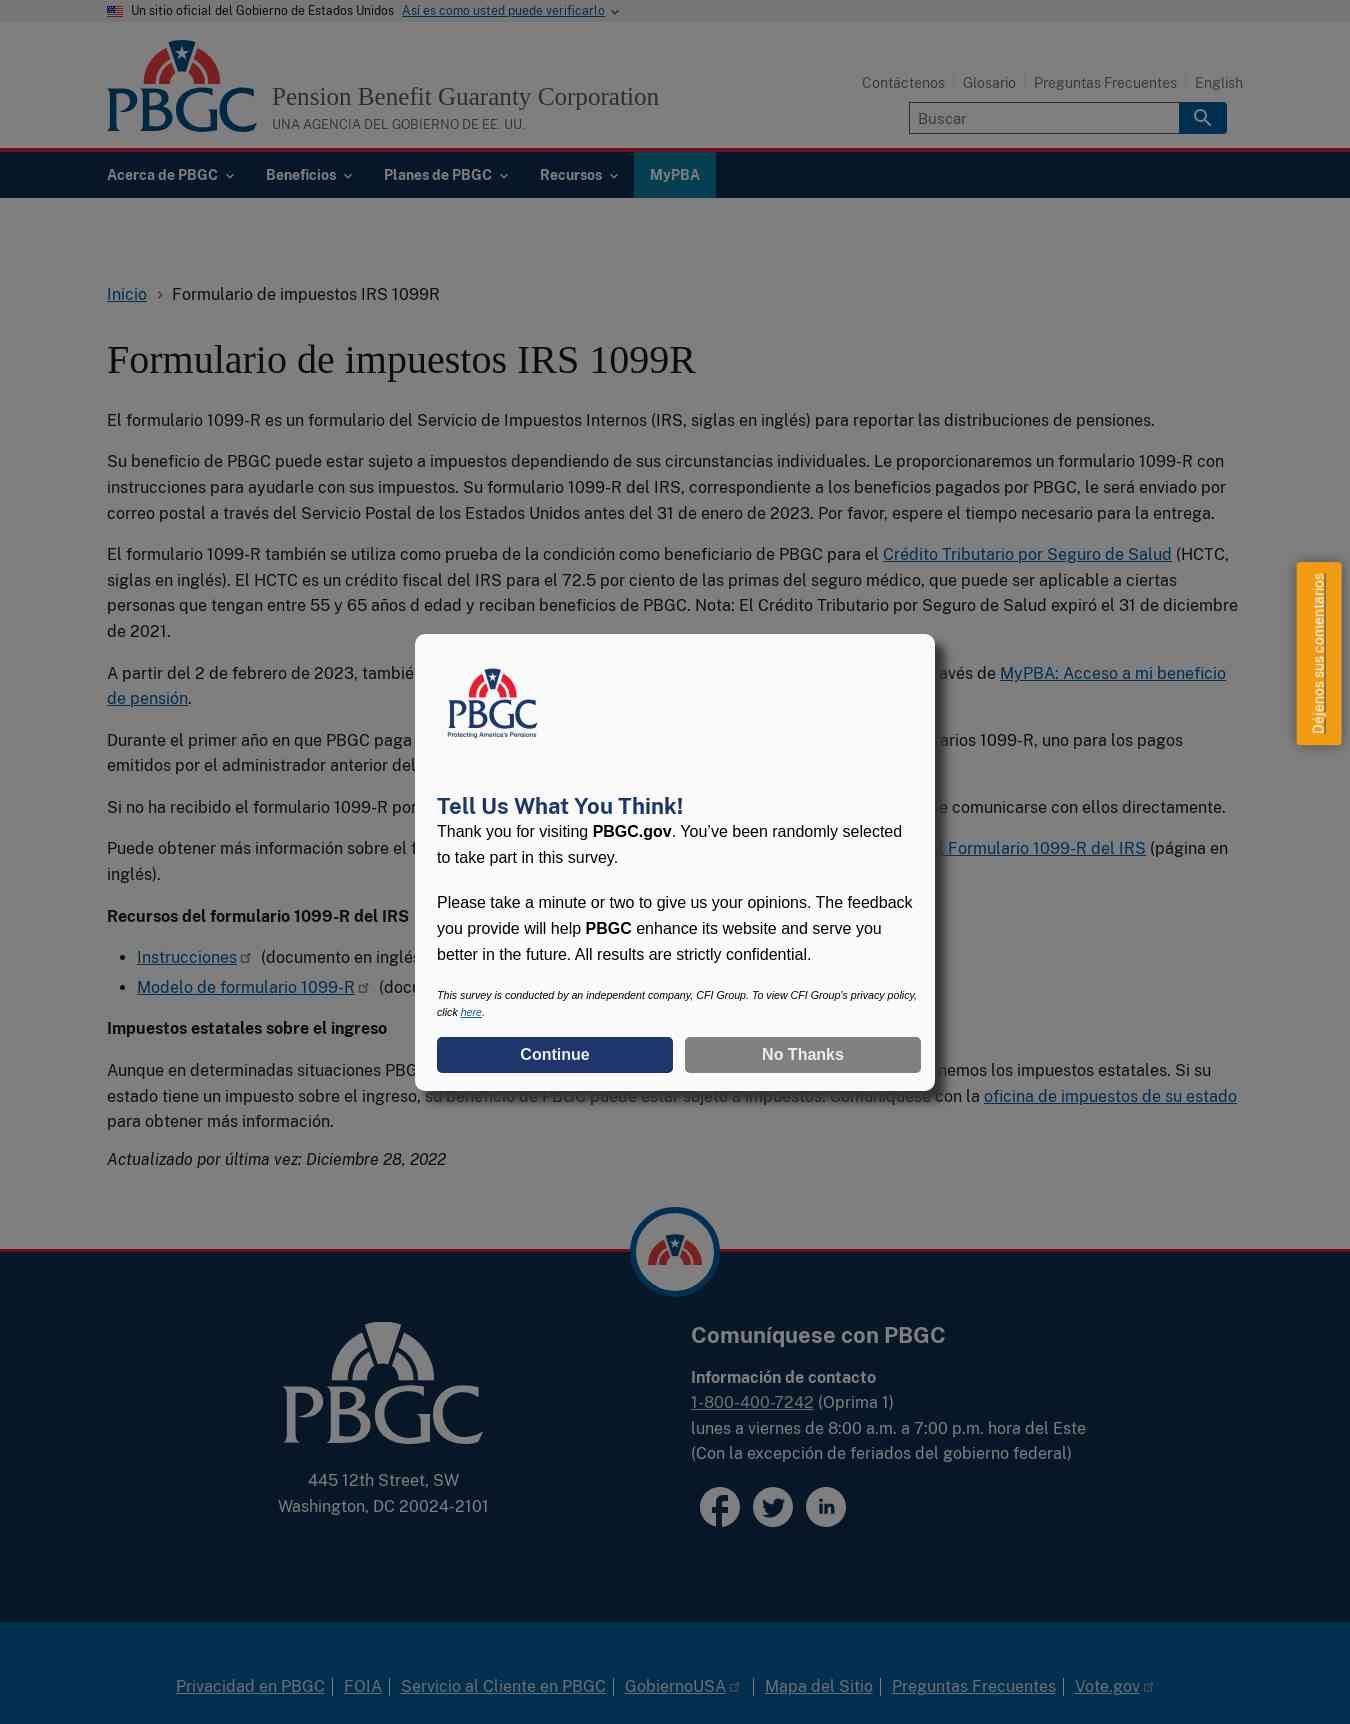 Un sitio oficial del Gobierno de Estados Unidos Así es como usted puede verificarlo
PBGC
Pension Benefit Guaranty Corporation
UNA AGENCIA DEL GOBIERNO DE EE. UU.
Contáctenos Glosario Preguntas Frecuentes English
Buscar
Acerca de PBGC Beneficios Planes de PBGC Recursos MyPBA
Inicio Formulario de impuestos IRS 1099R
Formulario de impuestos IRS 1099R
El formulario 1099-R es un formulario del Servicio de Impuestos Internos (IRS, siglas en inglés) para reportar las distribuciones de pensiones.
Su beneficio de PBGC puede estar sujeto a impuestos dependiendo de sus circunstancias individuales. Le proporcionaremos un formulario 1099-R con
instrucciones para ayudarle con sus impuestos. Su formulario 1099-R del IRS, correspondiente a los beneficios pagados por PBGC, le será enviado por
correo postal a través del Servicio Postal de los Estados Unidos antes del 31 de enero de 2023. Por favor, espere el tiempo necesario para la entrega.
El formulario 1099-R también se utiliza como prueba de la condición como beneficiario de PBGC para el Crédito Tributario por Seguro de Salud (HCTC,
siglas en inglés). El HCTC es un crédito fiscal del IRS para el 72.5 por ciento de las primas del seguro médico, que puede ser aplicable a ciertas
personas que tengan entre 55 y 65 años d edad y reciban beneficios de PBGC. Nota: El Crédito Tributario por Seguro de Salud expiró el 31 de diciembre
de 2021.
A partir del 2 de febrero de 2023, tambié avés de MyPBA: Acceso a mi beneficio
de pensión.
Durante el primer año en que PBGC paga arios 1099-R, uno para los pagos
emitidos por el administrador anterior del
Si no ha recibido el formulario 1099-R por e comunicarse con ellos directamente.
Puede obtener más información sobre el f l Formulario 1099-R del IRS (página en
inglés).
Recursos del formulario 1099-R del IRS
Instrucciones (documento en inglés
Modelo de formulario 1099-R (docu
Impuestos estatales sobre el ingreso
Aunque en determinadas situaciones PBG nemos los impuestos estatales. Si su
estado tiene un impuesto sobre el ingreso, su beneficio de PBGC puede estar sujeto a impuestos. Comuníquese con la oficina de impuestos de su estado
para obtener más información.
Actualizado por última vez: Diciembre 28, 2022
Déjenos sus comentarios
PBGC
Protecting America's Pensions
Tell Us What You Think!
Thank you for visiting PBGC.gov. You’ve been randomly selected
to take part in this survey.
Please take a minute or two to give us your opinions. The feedback
you provide will help PBGC enhance its website and serve you
better in the future. All results are strictly confidential.
This survey is conducted by an independent company, CFI Group. To view CFI Group's privacy policy,
click here.
Continue No Thanks
PBGC
445 12th Street, SW
Washington, DC 20024-2101
Comuníquese con PBGC
Información de contacto
1-800-400-7242 (Oprima 1)
lunes a viernes de 8:00 a.m. a 7:00 p.m. hora del Este
(Con la excepción de feriados del gobierno federal)
Privacidad en PBGC FOIA Servicio al Cliente en PBGC GobiernoUSA Mapa del Sitio Preguntas Frecuentes Vote.gov